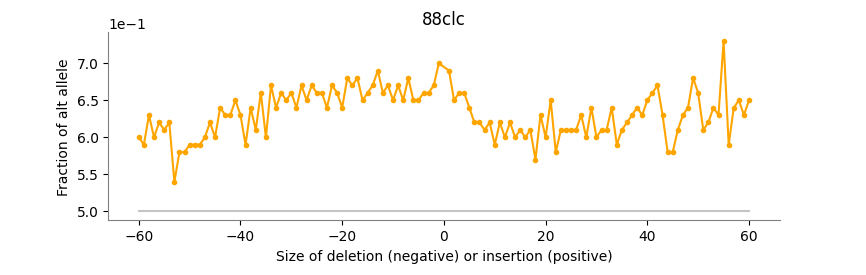 88clc
1e−1
Fraction of alt allele
7.0
6.5
6.0
5.5
5.0
−60 −40 −20 0 20 40 60
Size of deletion (negative) or insertion (positive)